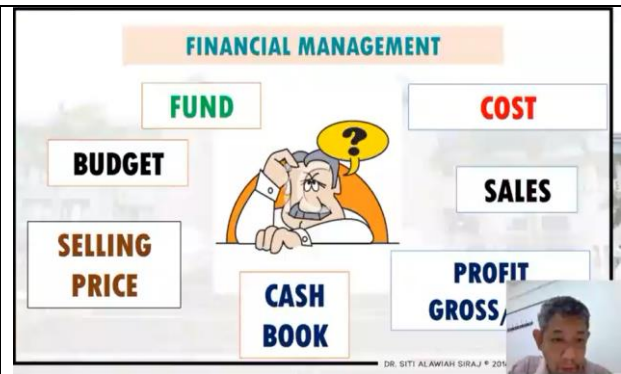 FINANCIAL MANAGEMENT
FUND
COST
?
BUDGET
SALES
SELLING
PRICE
CASH
BOOK
PROFIT
GROSS/
DR. SITI ALAWIAH SIRAJ ©